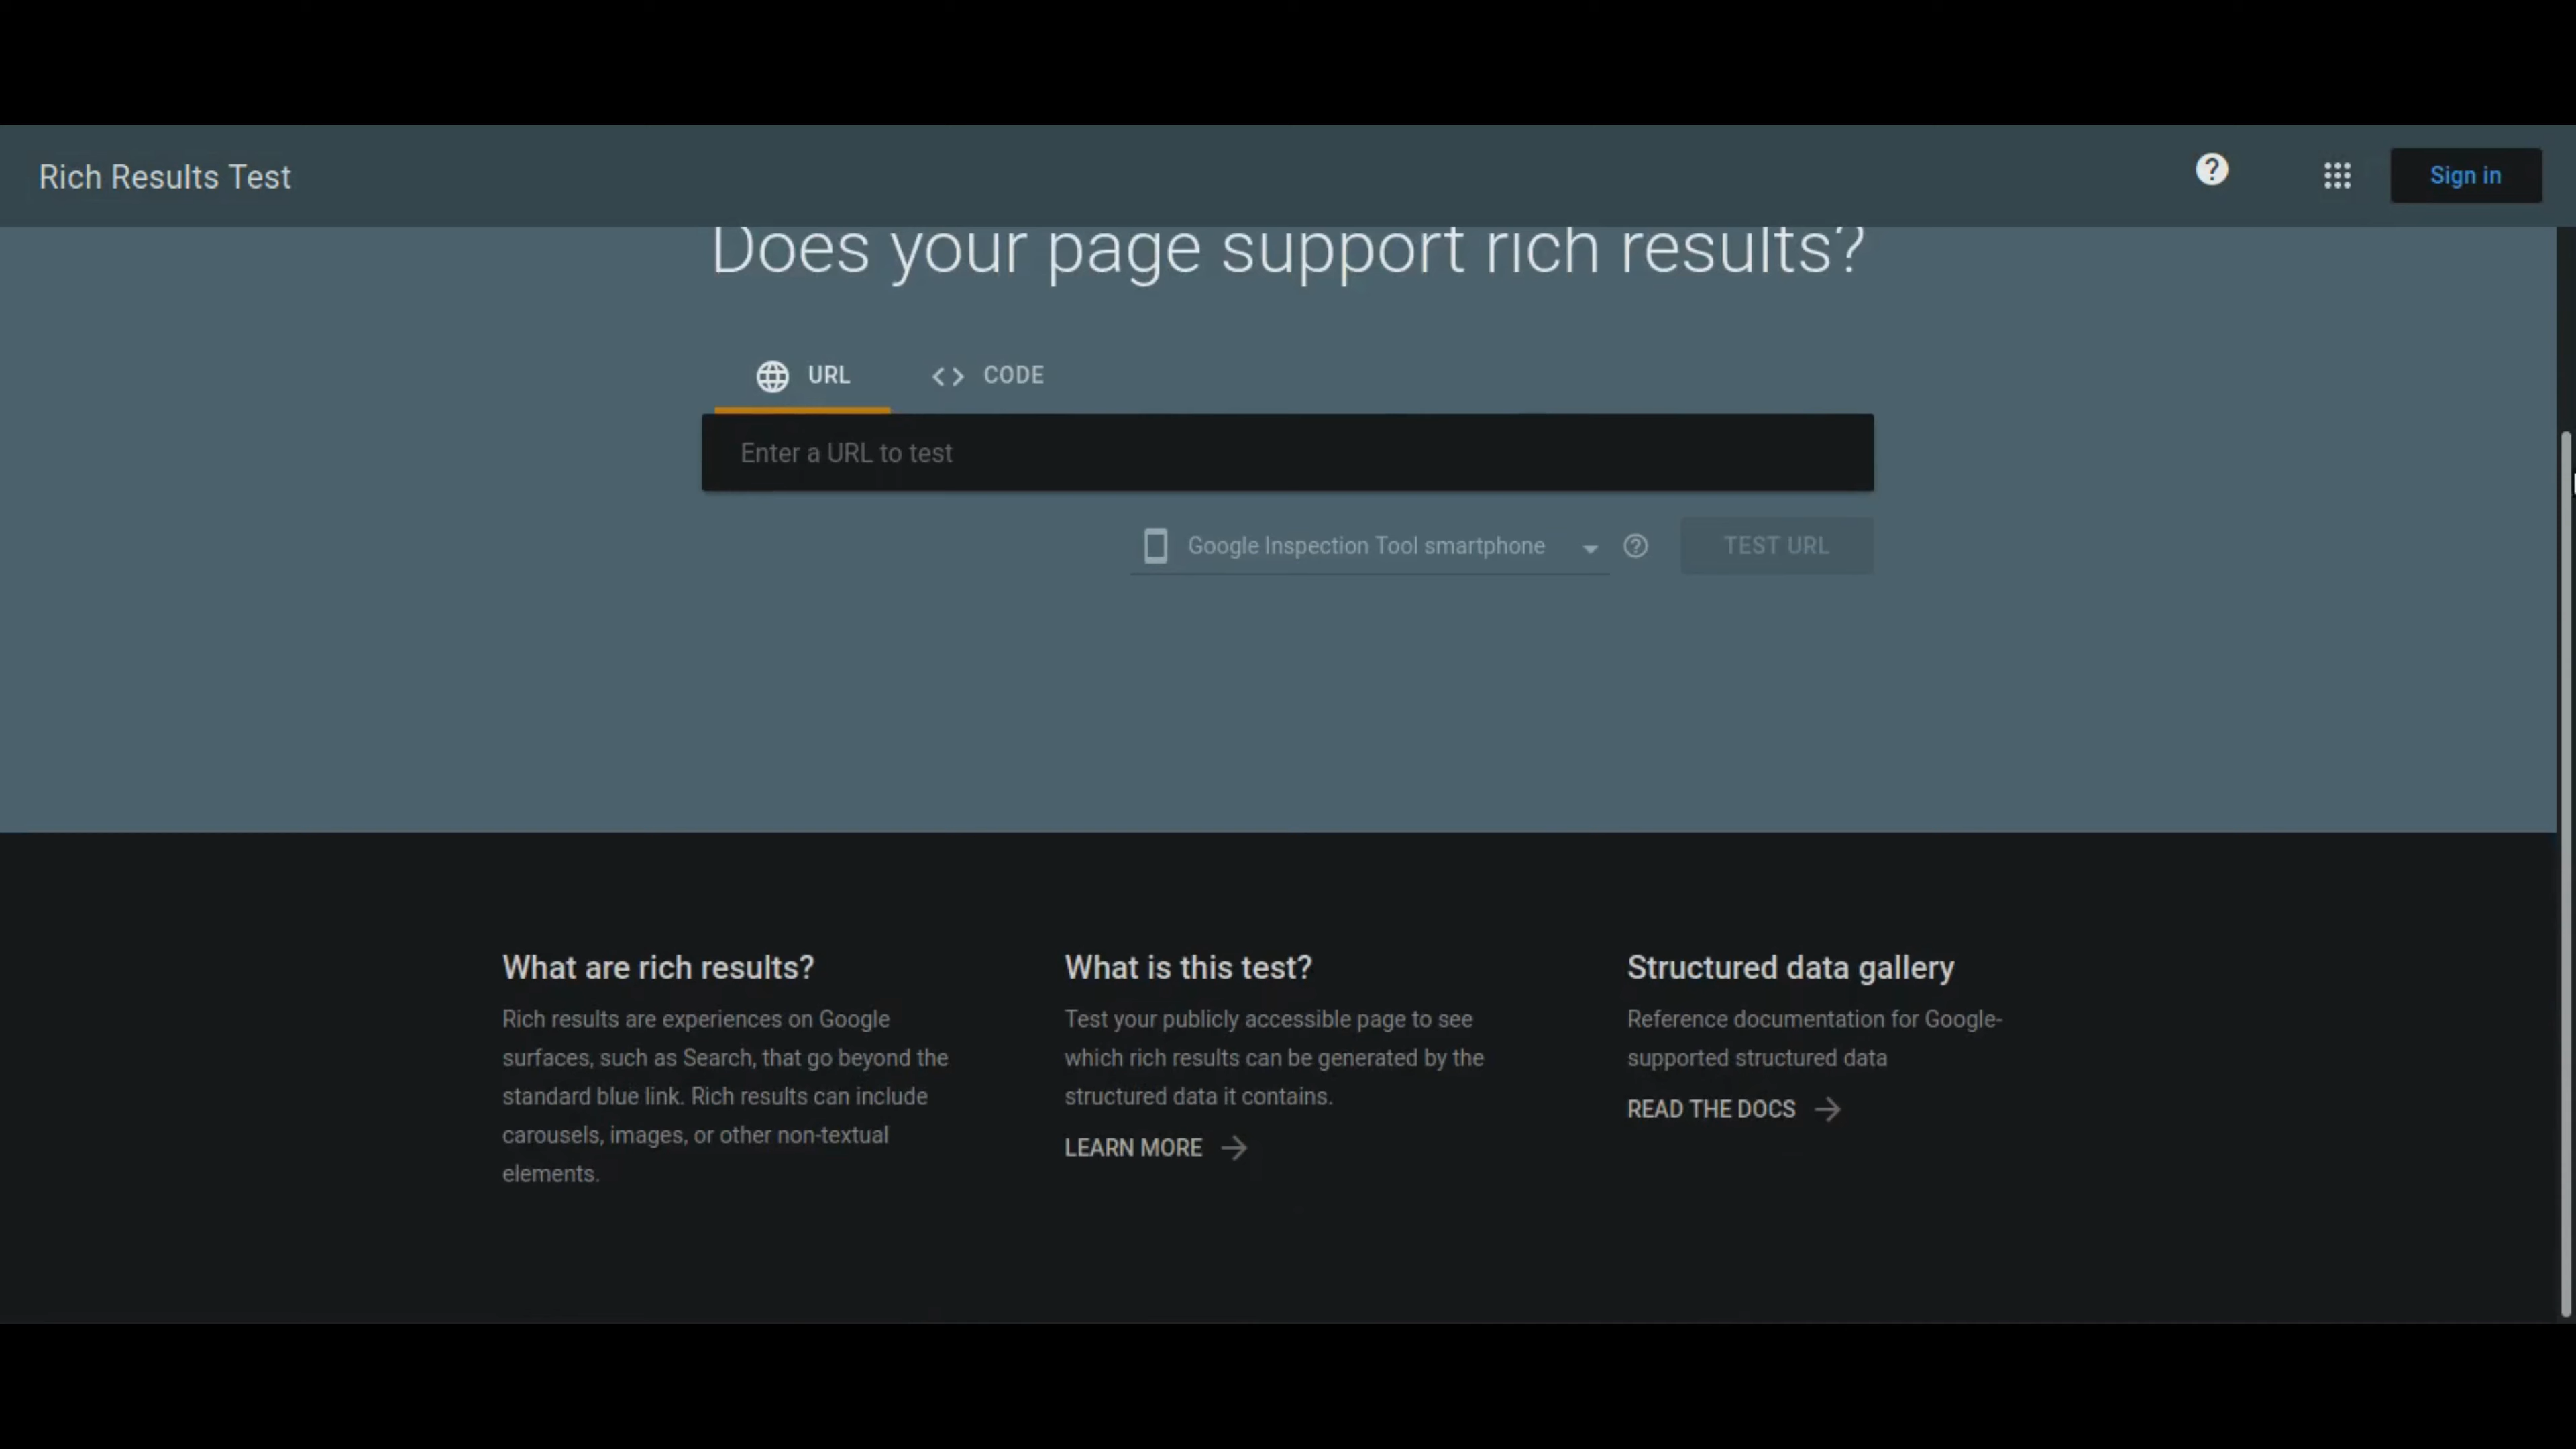 Rich Results Test
Sign in
Does your page support rich results?
URL
CODE
Enter a URL to test
Google Inspection Tool smartphone
TEST URL
What are rich results?
Rich results are experiences on Google
surfaces, such as Search, that go beyond the
standard blue link. Rich results can include
carousels, images, or other non-textual
elements.
What is this test?
Test your publicly accessible page to see
which rich results can be generated by the
structured data it contains.
LEARN MORE
Structured data gallery
Reference documentation for Google-
supported structured data
READ THE DOCS